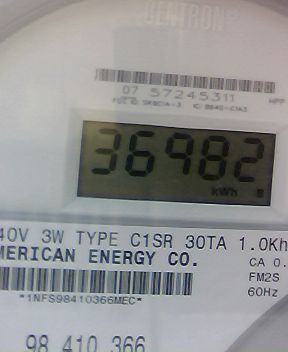 CENTRON®
07 57245311
36982
kWh
40V 3W TYPE C1SR 30TA 1.0Kh
MERICAN ENERGY CO.
CA 0.
FM2S
60Hz
*1NFS98410366MEC*
98 410 366